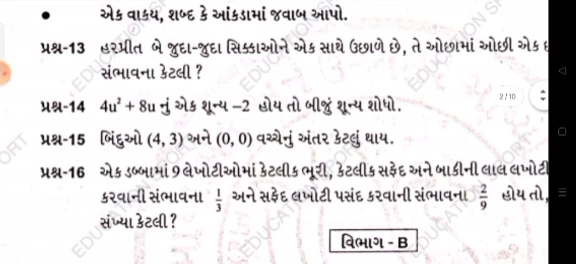 • એક વાક્ય, શબ્દ કે આંકડામાં જવાબ આપો.
પ્રશ્ન-13 હરપ્રીત બે જુદા-જુદા સિક્કાઓને એક સાથે ઉછાળે છે, તે ઓછામાં ઓછી એક
સંભાવના કેટલી ?
પ્રશ્ન-14 4u² + 8u નું એક શૂન્ય –2 હોય તો બીજું શૂન્ય શોધો.
2/10
પ્રશ્ન-15 બિંદુઓ (4, 3) અને (0, 0) વચ્ચેનું અંતર કેટલું થાય.
પ્રશ્ન-16 એક ડબ્બામાં 9 લેખોટીઓમાં કેટલીક ભૂરી, કેટલીક સફેદ અને બાકીની લાલ લખોટી
કરવાની સંભાવના 1/3 અને સફેદ લખોટી પસંદ કરવાની સંભાવના 2/9 હોય તો,
સંખ્યા કેટલી ?
વિભાગ - B